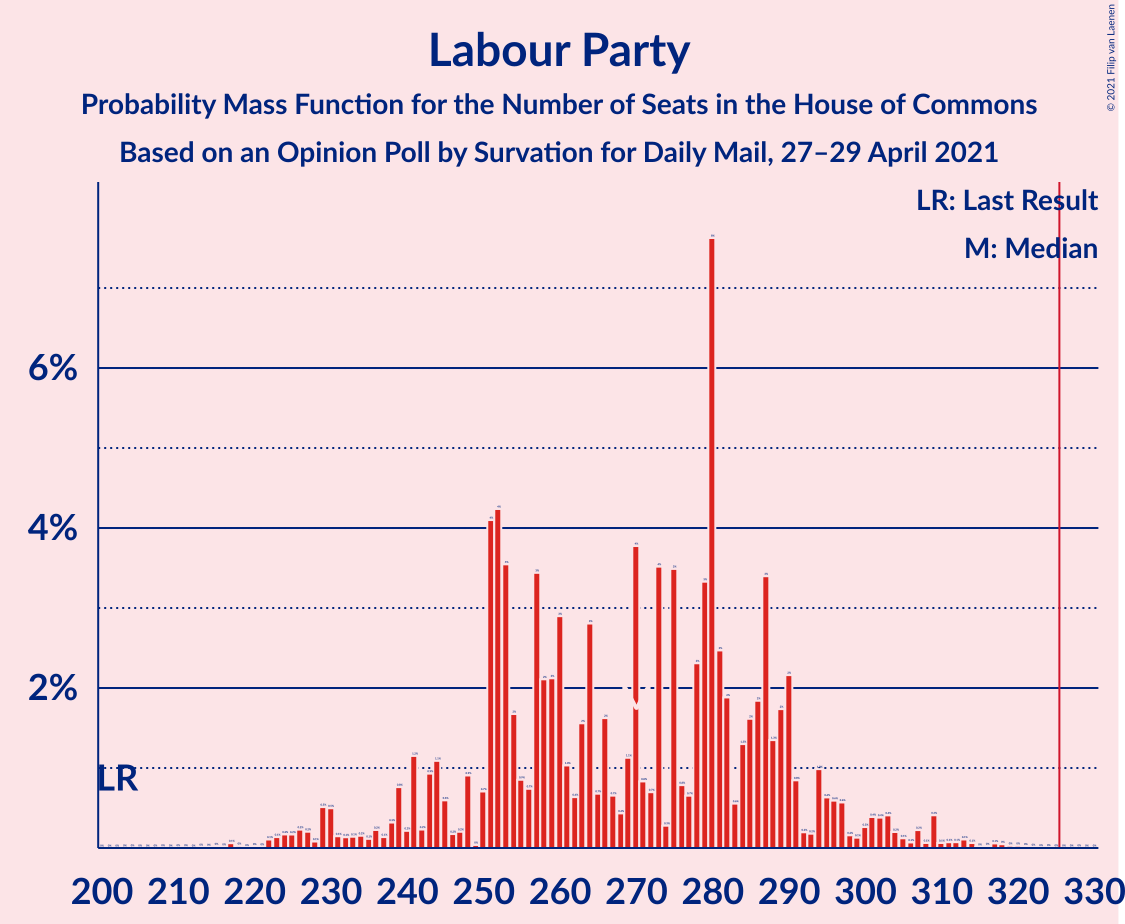 Labour Party
Probability Mass Function for the Number of Seats in the House of Commons
Based on an Opinion Poll by Survation for Daily Mail, 27–29 April 2021
© 2021 Filip van Laenen
LR: Last Result
M: Median
6%
4%
2%
LR
200 210 220 230 240 250 260 270 280 290 300 310 320 330